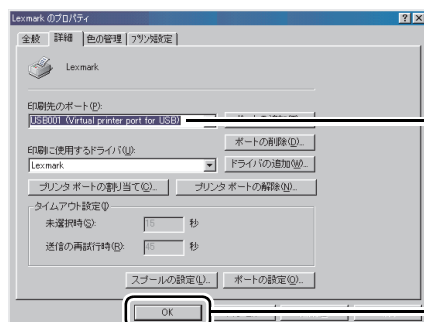 Lexmark のプロパティ
全般 詳細 色の管理 プリンタ設定
Lexmark
印刷先のポート(P):
USB001 (Virtual printer port for USB)
ポートの削除(D)...
印刷に使用するドライバ(U):
Lexmark
ドライバの追加(W)...
プリンタ ポートの割り当て(C)... プリンタ ポートの解除(N)...
タイムアウト設定
未選択時(S): 15 秒
送信の再試行時(R): 45 秒
スプールの設定(L)... ポートの設定(O)...
OK